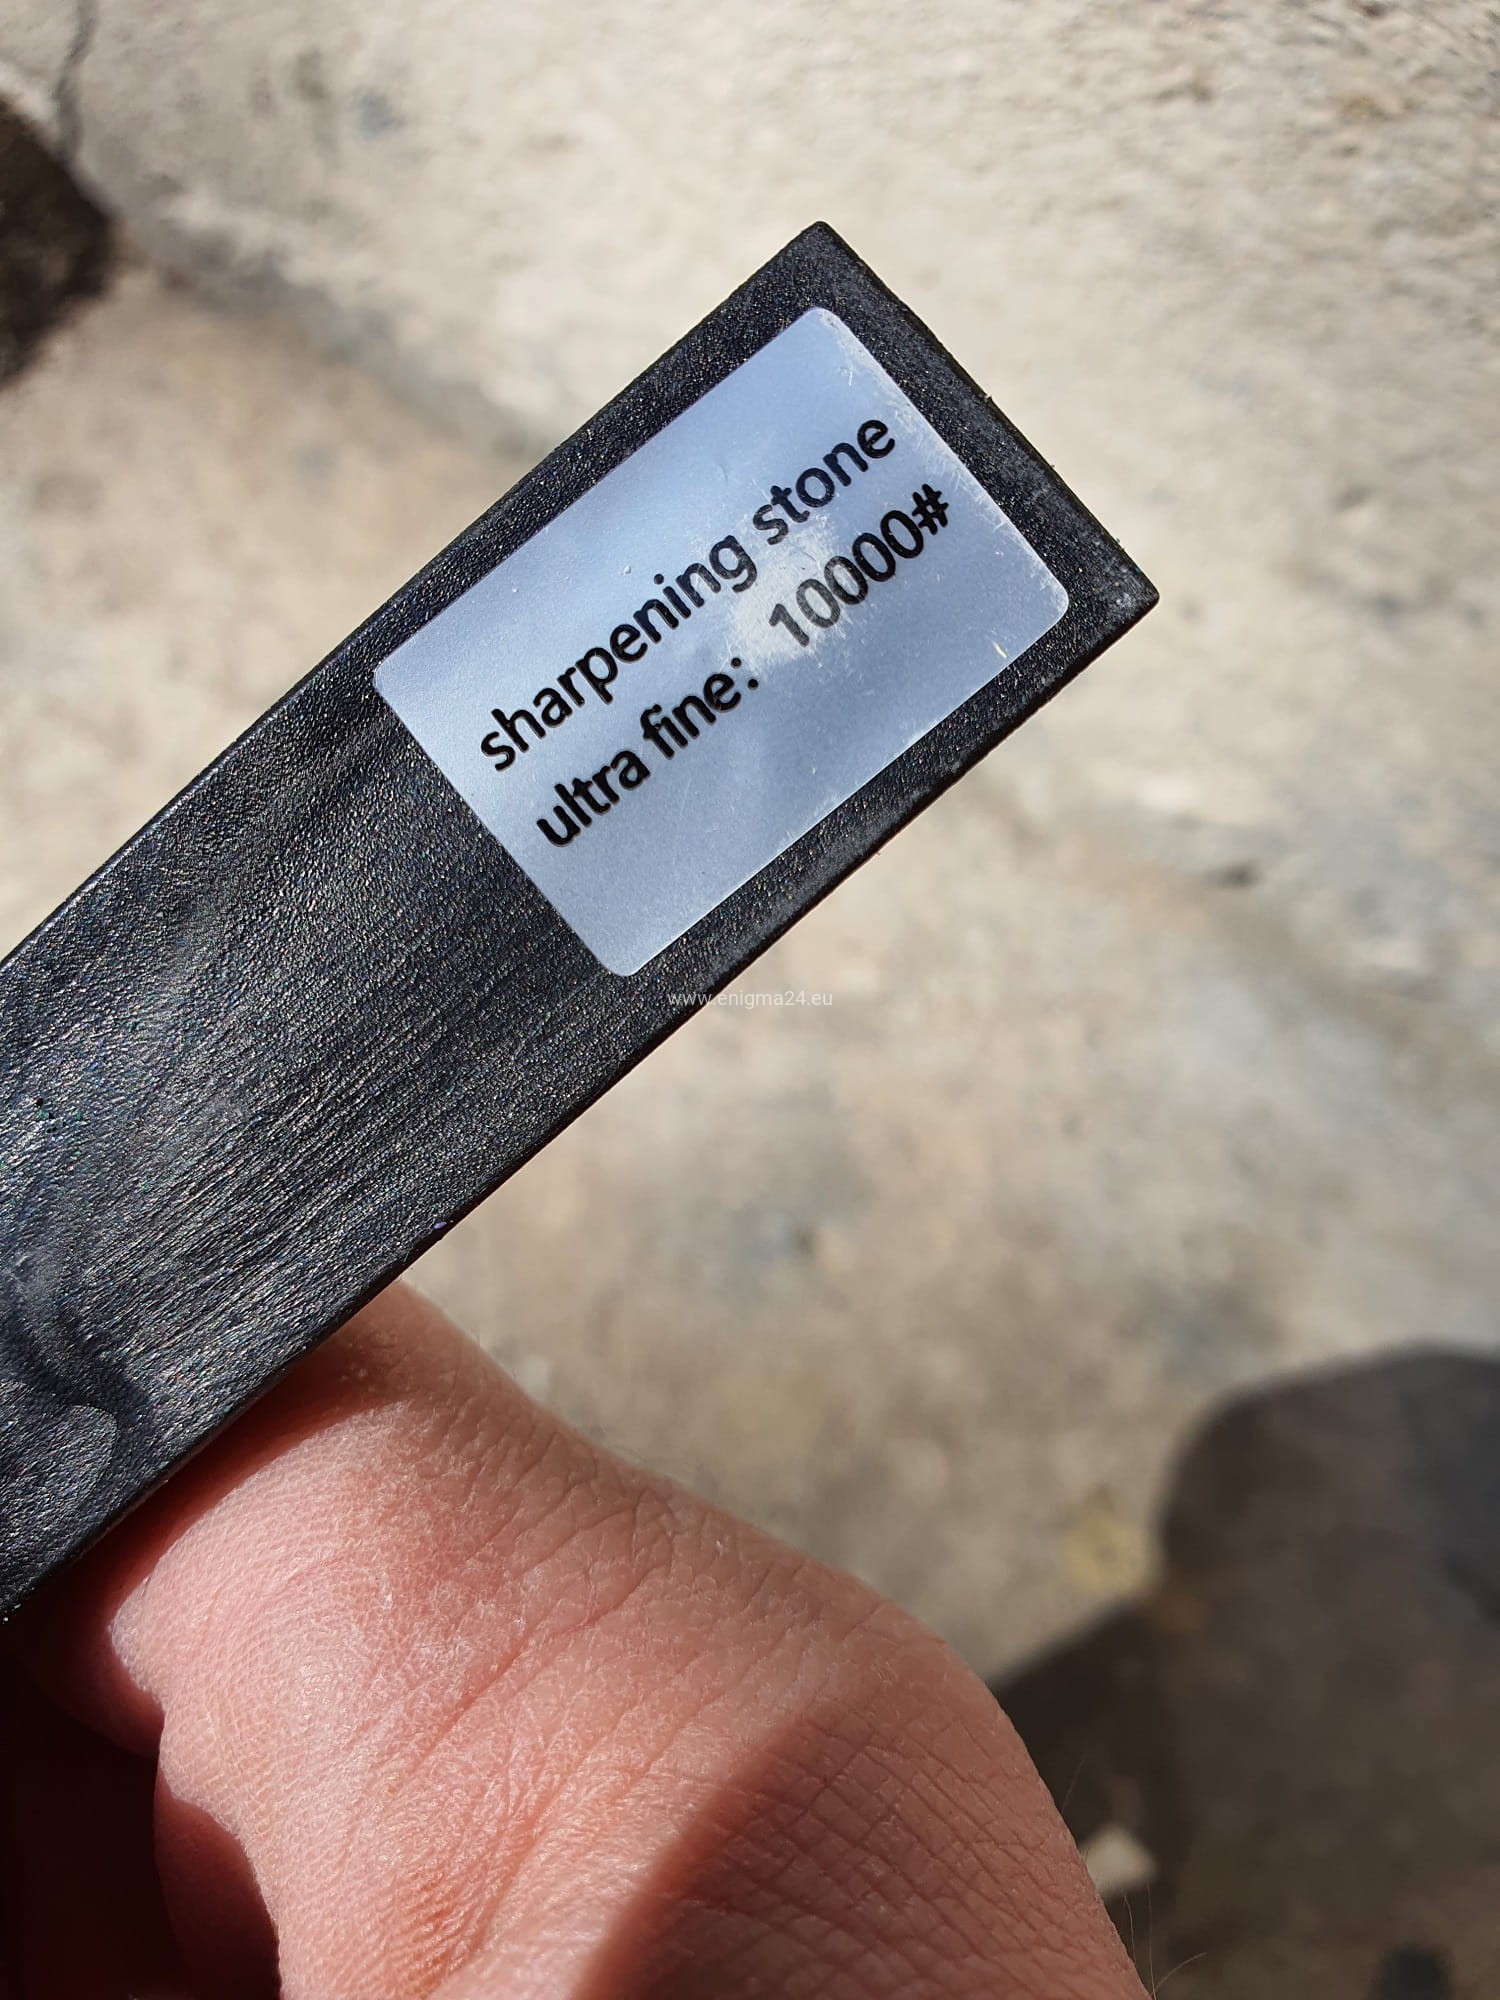 sharpening stone
ultra fine: 10000#
www.enigma24.eu